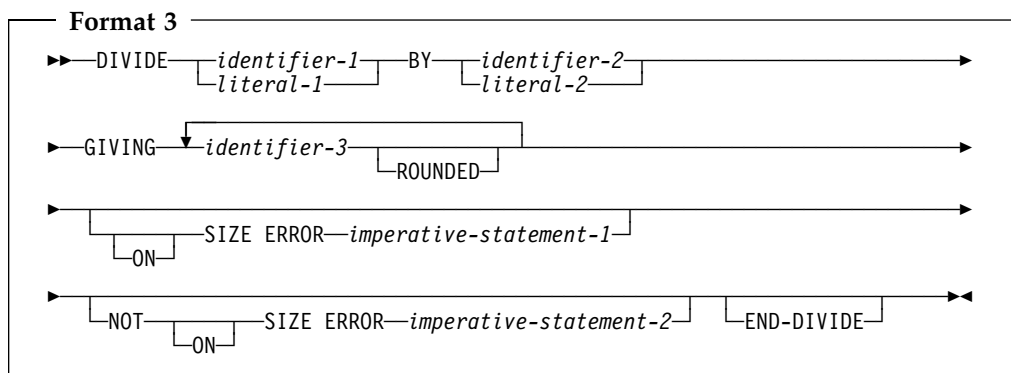 Format 3
DIVIDE identifier-1 BY identifier-2
literal-1 literal-2
GIVING identifier-3
ROUNDED
SIZE ERROR imperative-statement-1
ON
NOT SIZE ERROR imperative-statement-2 END-DIVIDE
ON